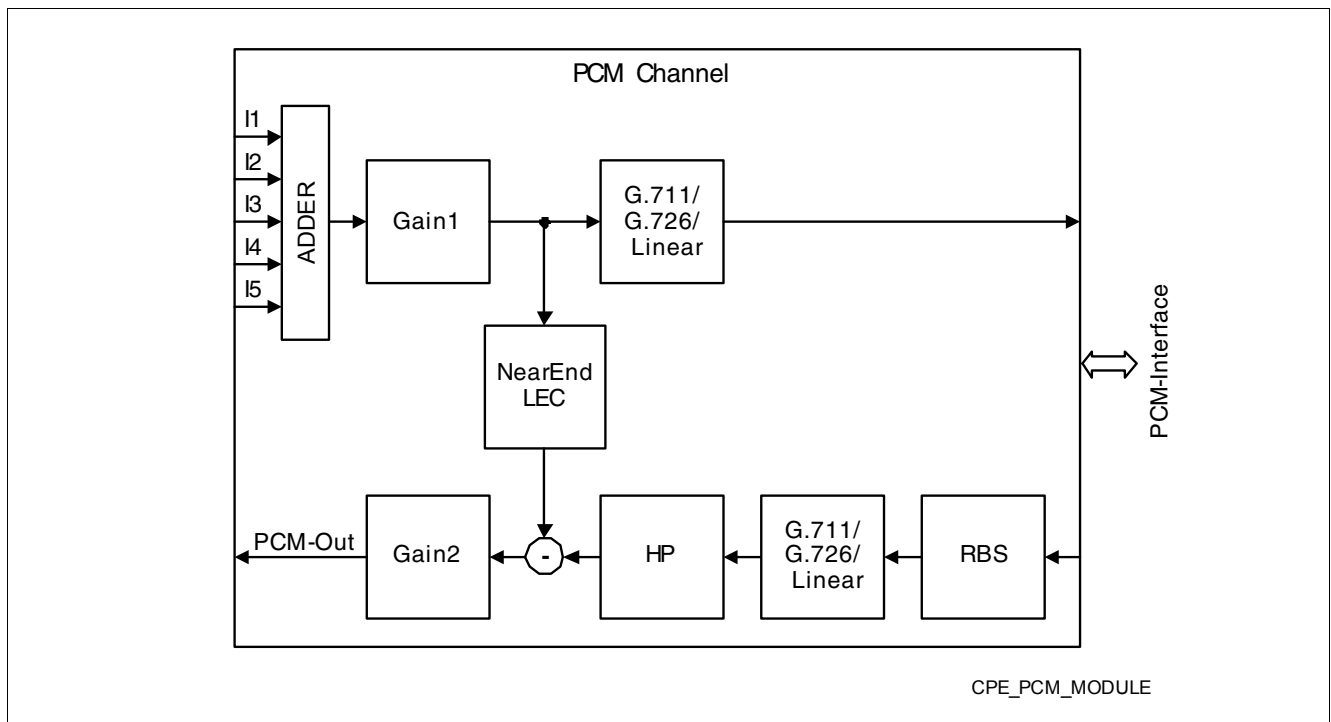 PCM Channel
I1
I2
I3
I4
I5
ADDER
Gain1
G.711/
G.726/
Linear
NearEnd
LEC
PCM-Interface
PCM-Out
Gain2
-
HP
G.711/
G.726/
Linear
RBS
CPE_PCM_MODULE